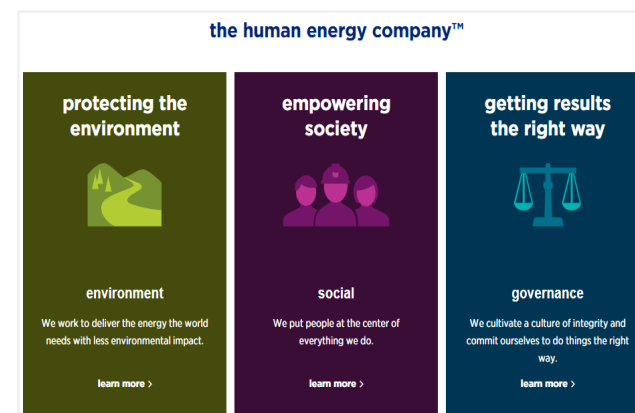 the human energy company™
protecting the
environment
environment
We work to deliver the energy the world
needs with less environmental impact.
learn more >
empowering
society
social
We put people at the center of
everything we do.
learn more >
getting results
the right way
governance
We cultivate a culture of integrity and
commit ourselves to do things the right
way.
learn more >